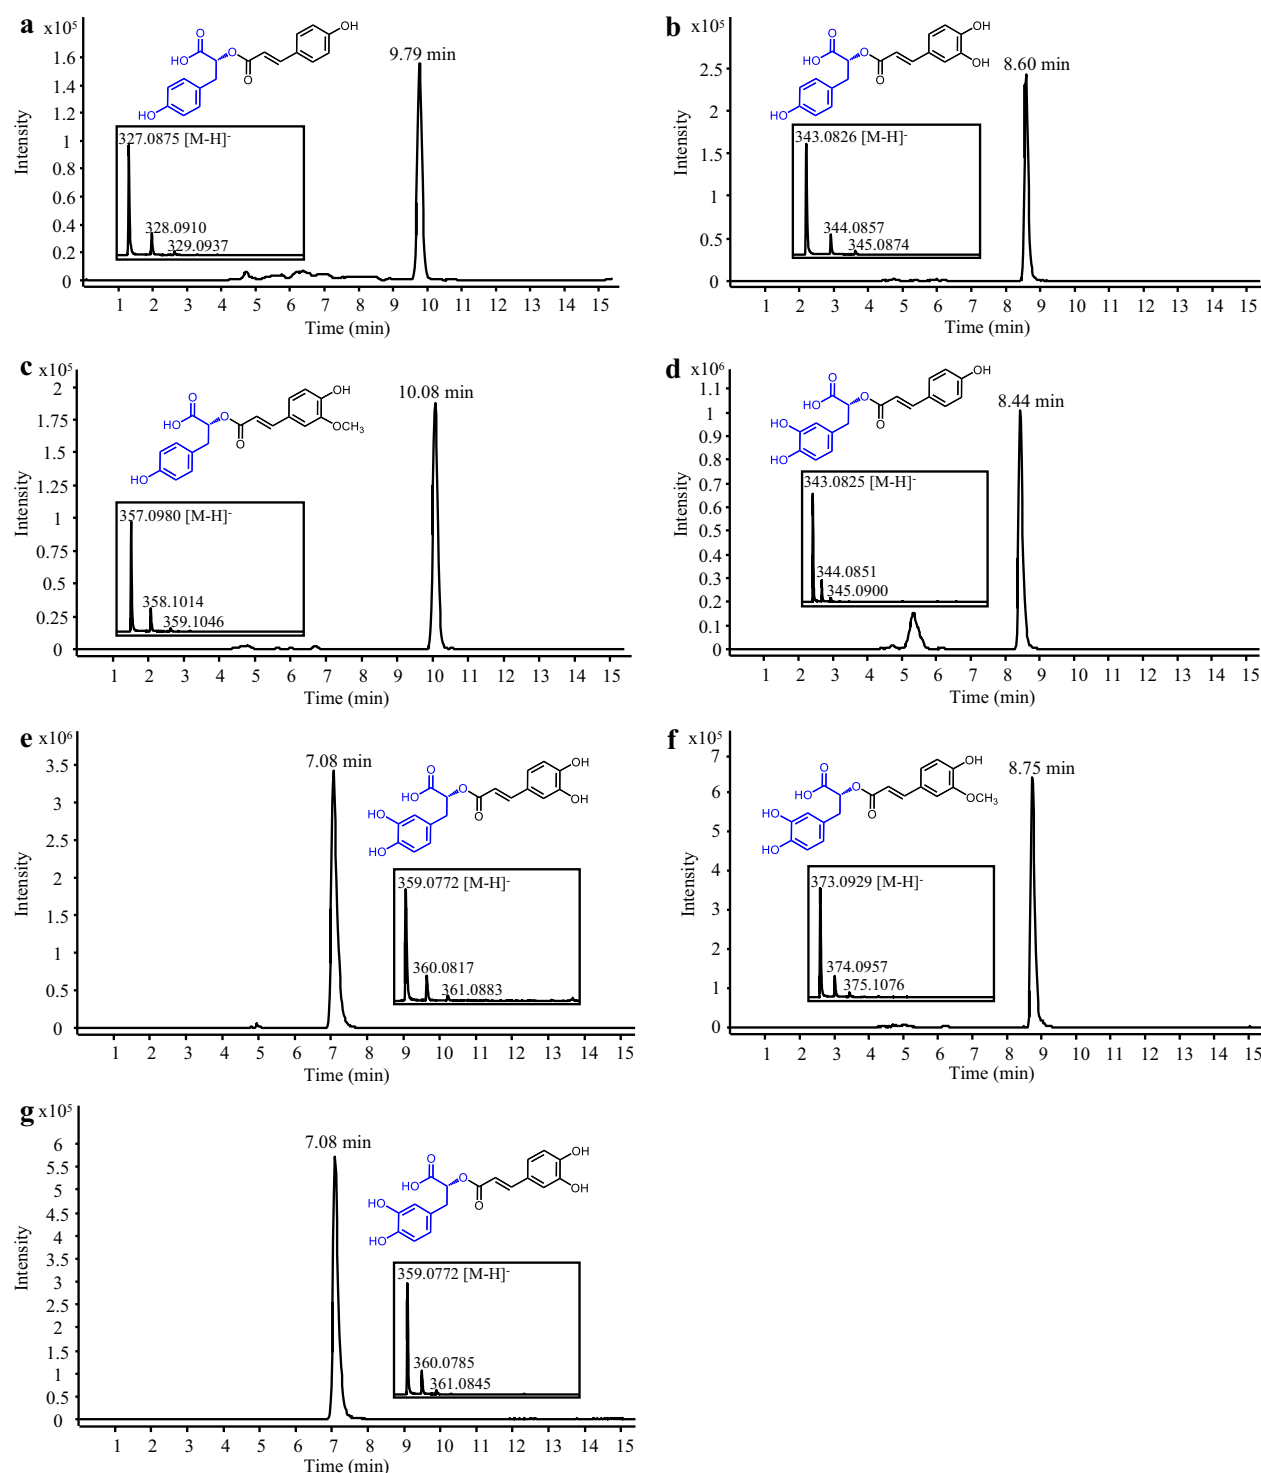 a
x10⁵
1.6
1.4
1.2
1
0.8
0.6
0.4
0.2
0
Intensity
O
HO
O
O
OH
HO
9.79 min
327.0875 [M-H]⁻
328.0910
329.0937
1 2 3 4 5 6 7 8 9 10 11 12 13 14 15
Time (min)
b
x10⁵
2.5
2
1.5
1
0.5
0
Intensity
O
HO
O
O
OH
OH
HO
8.60 min
343.0826 [M-H]⁻
344.0857
345.0874
1 2 3 4 5 6 7 8 9 10 11 12 13 14 15
Time (min)
c
x10⁵
2
1.75
1.5
1.25
1
0.75
0.5
0.25
0
Intensity
O
HO
O
O
OH
OCH₃
HO
10.08 min
357.0980 [M-H]⁻
358.1014
359.1046
1 2 3 4 5 6 7 8 9 10 11 12 13 14 15
Time (min)
d
x10⁶
1.1
1
0.9
0.8
0.7
0.6
0.5
0.4
0.3
0.2
0.1
0
Intensity
O
HO
O
O
OH
HO
HO
8.44 min
343.0825 [M-H]⁻
344.0851
345.0900
1 2 3 4 5 6 7 8 9 10 11 12 13 14 15
Time (min)
e
x10⁶
3.5
3
2.5
2
1.5
1
0.5
0
Intensity
7.08 min
O
HO
O
O
OH
OH
HO
HO
359.0772 [M-H]⁻
360.0817
361.0883
1 2 3 4 5 6 7 8 9 10 11 12 13 14 15
Time (min)
f
x10⁵
7
6
5
4
3
2
1
0
Intensity
O
HO
O
O
OH
OCH₃
HO
HO
8.75 min
373.0929 [M-H]⁻
374.0957
375.1076
1 2 3 4 5 6 7 8 9 10 11 12 13 14 15
Time (min)
g
x10⁵
6
5.5
5
4.5
4
3.5
3
2.5
2
1.5
1
0.5
0
Intensity
7.08 min
O
HO
O
O
OH
OH
HO
HO
359.0772 [M-H]⁻
360.0785
361.0845
1 2 3 4 5 6 7 8 9 10 11 12 13 14 15
Time (min)